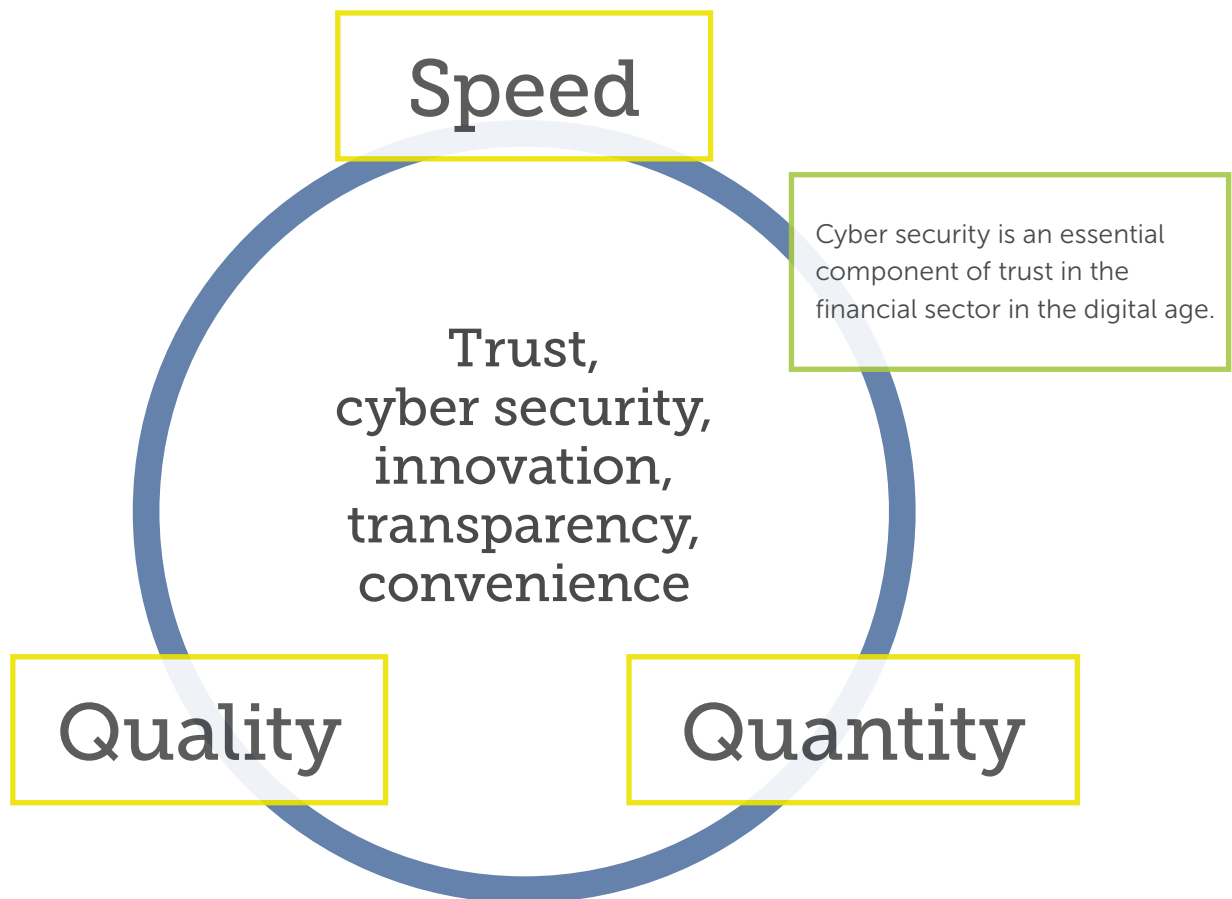 Speed
Cyber security is an essential
component of trust in the
financial sector in the digital age.
Trust,
cyber security,
innovation,
transparency,
convenience
Quality
Quantity